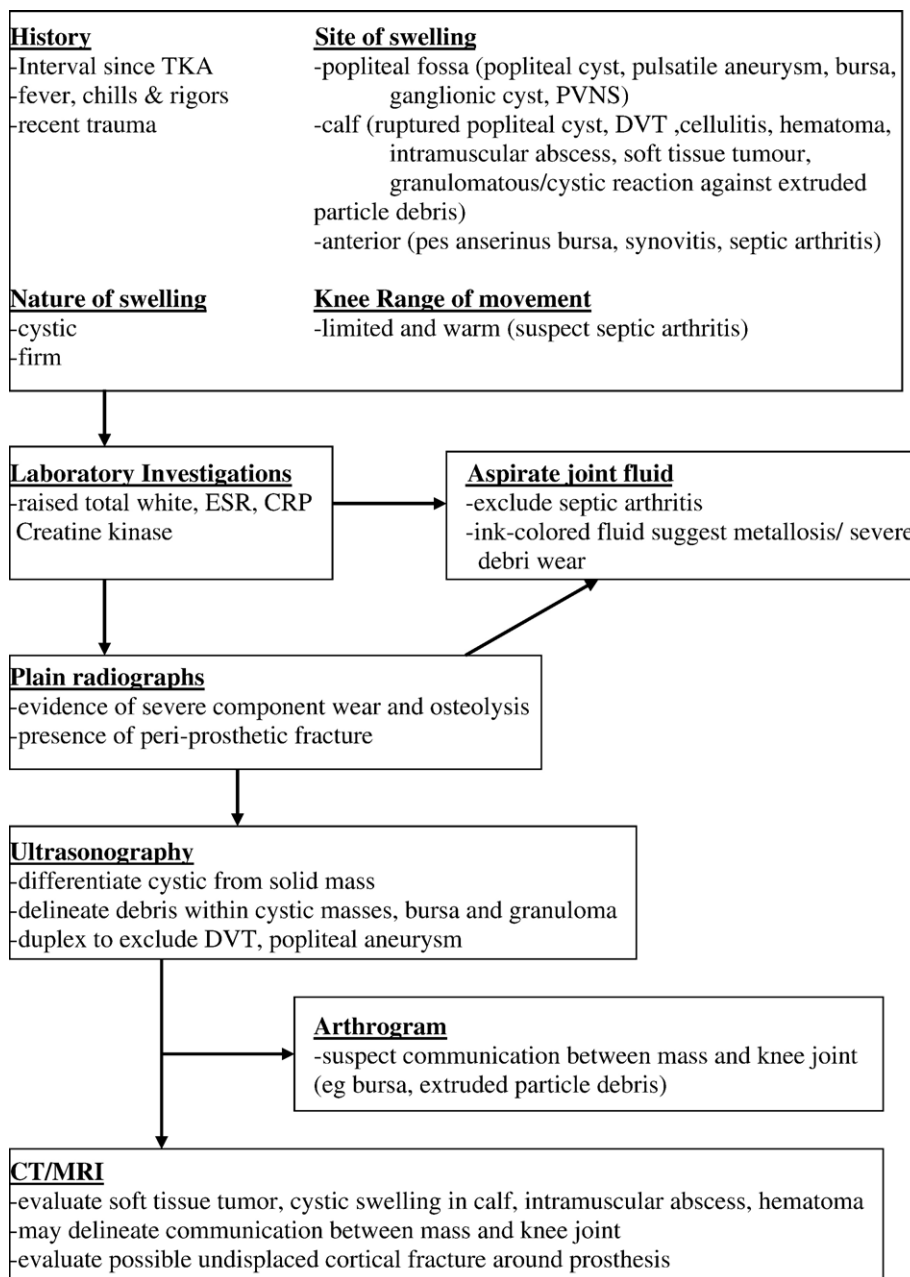 History
-Interval since TKA
-fever, chills & rigors
-recent trauma
Site of swelling
-popliteal fossa (popliteal cyst, pulsatile aneurysm, bursa,
ganglionic cyst, PVNS)
-calf (ruptured popliteal cyst, DVT ,cellulitis, hematoma,
intramuscular abscess, soft tissue tumour,
granulomatous/cystic reaction against extruded
particle debris)
-anterior (pes anserinus bursa, synovitis, septic arthritis)
Nature of swelling
-cystic
-firm
Knee Range of movement
-limited and warm (suspect septic arthritis)
Laboratory Investigations
-raised total white, ESR, CRP
Creatine kinase
Aspirate joint fluid
-exclude septic arthritis
-ink-colored fluid suggest metallosis/ severe
debri wear
Plain radiographs
-evidence of severe component wear and osteolysis
-presence of peri-prosthetic fracture
Ultrasonography
-differentiate cystic from solid mass
-delineate debris within cystic masses, bursa and granuloma
-duplex to exclude DVT, popliteal aneurysm
Arthrogram
-suspect communication between mass and knee joint
(eg bursa, extruded particle debris)
CT/MRI
-evaluate soft tissue tumor, cystic swelling in calf, intramuscular abscess, hematoma
-may delineate communication between mass and knee joint
-evaluate possible undisplaced cortical fracture around prosthesis